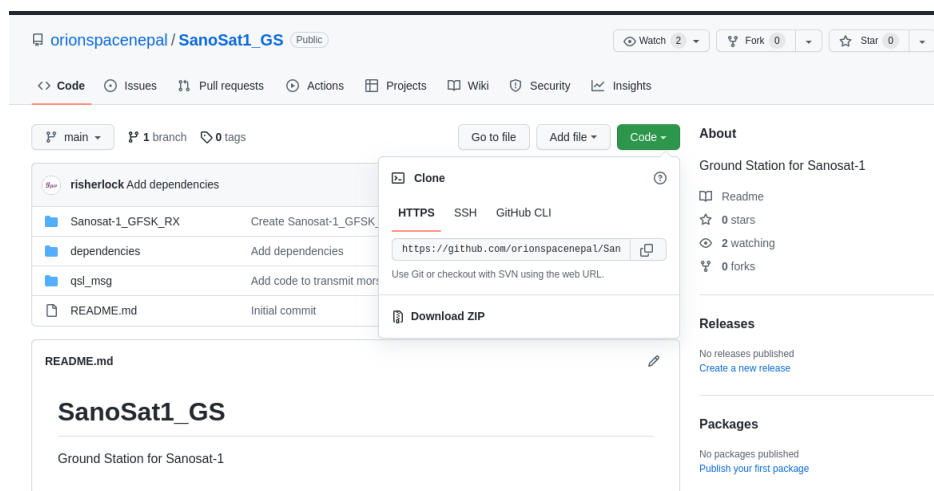 orionspacenepal / SanoSat1_GS Public
Watch 2 Fork 0 Star 0
Code Issues Pull requests Actions Projects Wiki Security Insights
main 1 branch 0 tags Go to file Add file Code
risherlock Add dependencies
Sanosat-1_GFSK_RX Create Sanosat-1_GFSK_
dependencies Add dependencies
qsl_msg Add code to transmit mors
README.md Initial commit
Clone
HTTPS SSH GitHub CLI
https://github.com/orionspacenepal/San
Use Git or checkout with SVN using the web URL.
Download ZIP
README.md
SanoSat1_GS
Ground Station for Sanosat-1
About
Ground Station for Sanosat-1
Readme
0 stars
2 watching
0 forks
Releases
No releases published
Create a new release
Packages
No packages published
Publish your first package